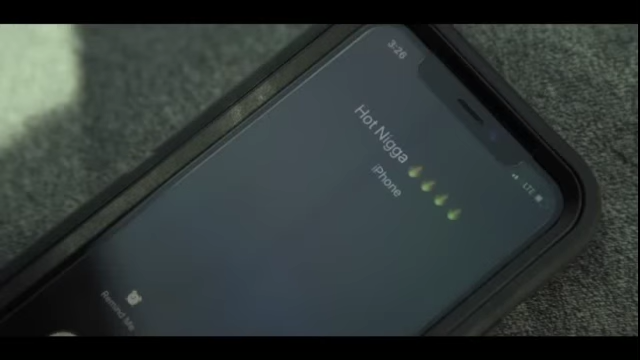 3:26
LTE
Hot Nigga 🍐🍐🍐🍐
iPhone
Remind Me